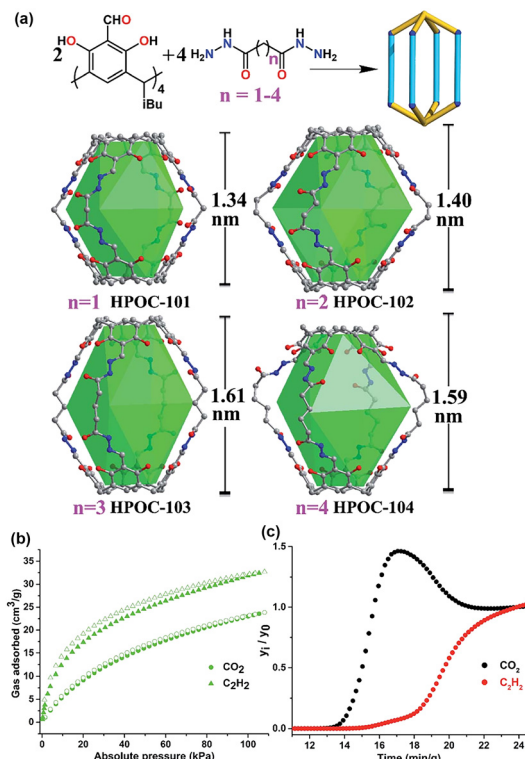 (a)
CHO
HO OH
2 +4
4
iBu
H₂N N H n O O H N NH₂
n = 1-4
1.34
nm
1.40
nm
n=1 HPOC-101
n=2 HPOC-102
1.61
nm
1.59
nm
n=3 HPOC-103
n=4 HPOC-104
(b)
Gas adsorbed (cm³/g)
40
35
30
25
20
15
10
5
0
CO₂
C₂H₂
0 20 40 60 80 100
Absolute pressure (kPa)
(c)
yᵢ / y₀
1.5
1.0
0.5
0.0
CO₂
C₂H₂
12 14 16 18 20 22 24
Time (min/g)